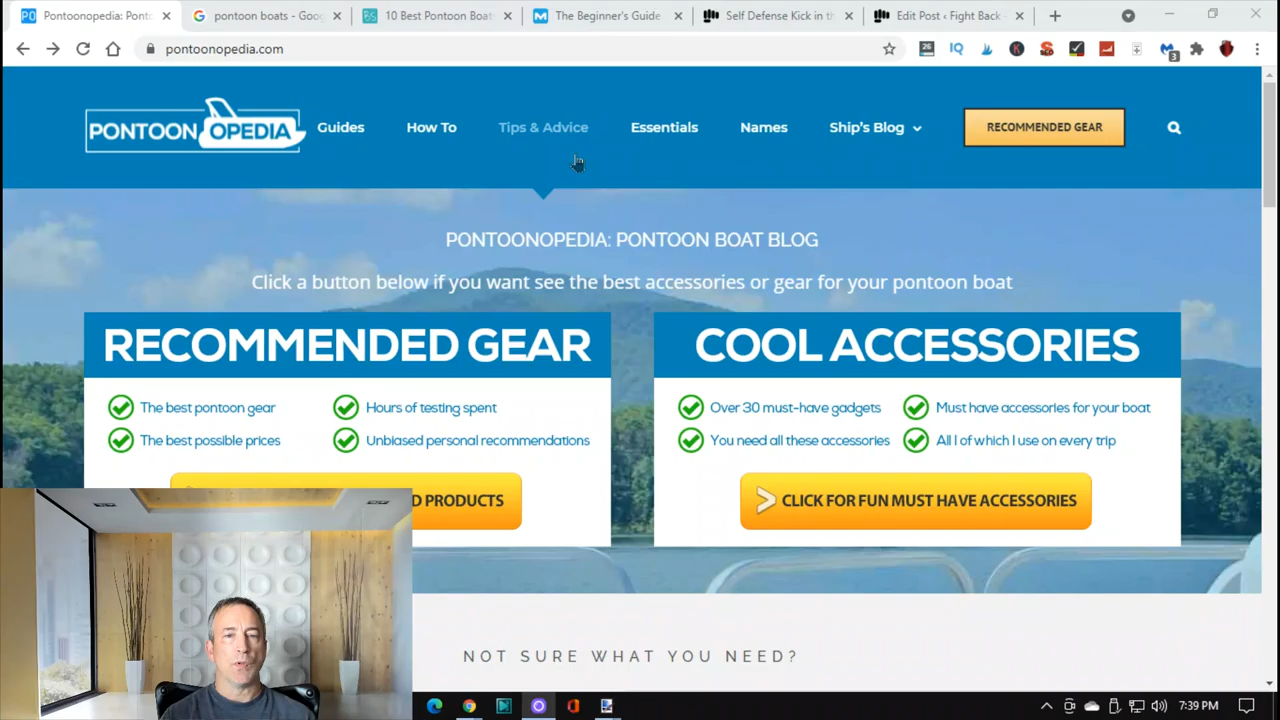 Pontoonopedia: Pont
pontoon boats - Goog
10 Best Pontoon Boat
The Beginner's Guide
Self Defense Kick in th
Edit Post ‹ Fight Back
pontoonopedia.com
26
IQ
3
PONTOON OPEDIA
Guides
How To
Tips & Advice
Essentials
Names
Ship's Blog
RECOMMENDED GEAR
PONTOONOPEDIA: PONTOON BOAT BLOG
Click a button below if you want see the best accessories or gear for your pontoon boat
RECOMMENDED GEAR
The best pontoon gear
Hours of testing spent
The best possible prices
Unbiased personal recommendations
D PRODUCTS
COOL ACCESSORIES
Over 30 must-have gadgets
Must have accessories for your boat
You need all these accessories
All I of which I use on every trip
CLICK FOR FUN MUST HAVE ACCESSORIES
NOT SURE WHAT YOU NEED?
7:39 PM